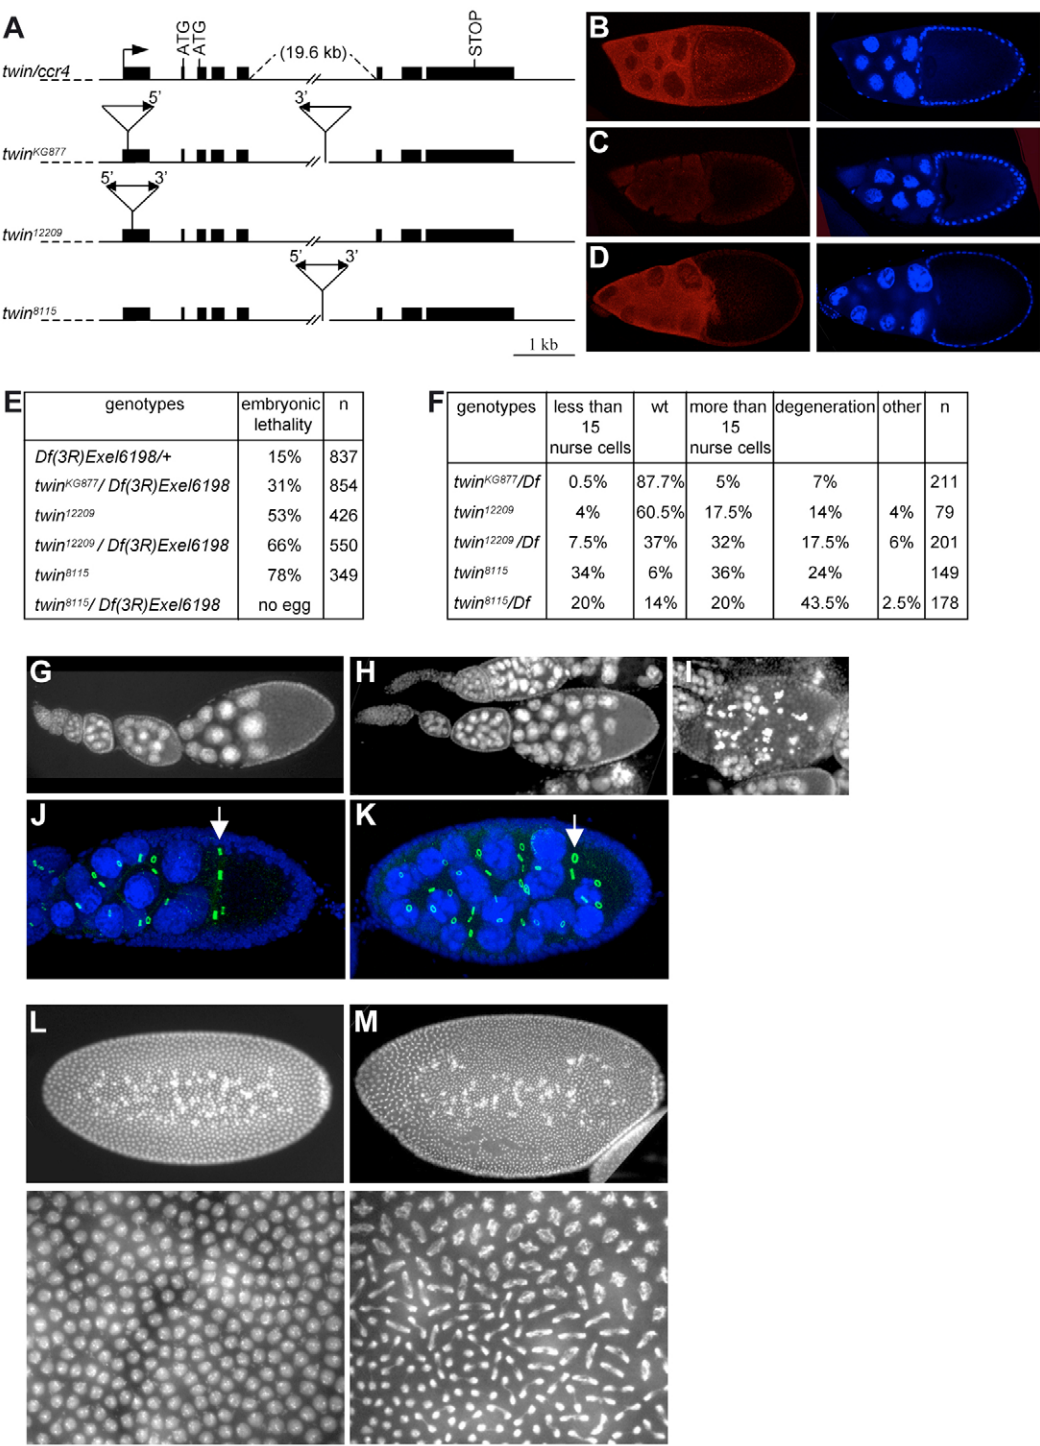 A
ATG
ATG
STOP
(19.6 kb)
twin/ccr4
5’
3’
twinKG877
5’
3’
twin12209
5’
3’
twin8115
1 kb
B
C
D
E
genotypes
embryonic lethality
n
Df(3R)Exel6198/+ 15% 837
twinKG877/ Df(3R)Exel6198 31% 854
twin12209 53% 426
twin12209/ Df(3R)Exel6198 66% 550
twin8115 78% 349
twin8115/ Df(3R)Exel6198 no egg
F
genotypes
less than 15 nurse cells
wt
more than 15 nurse cells
degeneration
other
n
twinKG877/Df 0.5% 87.7% 5% 7% 211
twin12209 4% 60.5% 17.5% 14% 4% 79
twin12209/Df 7.5% 37% 32% 17.5% 6% 201
twin8115 34% 6% 36% 24% 149
twin8115/Df 20% 14% 20% 43.5% 2.5% 178
G
H
I
J
K
L
M